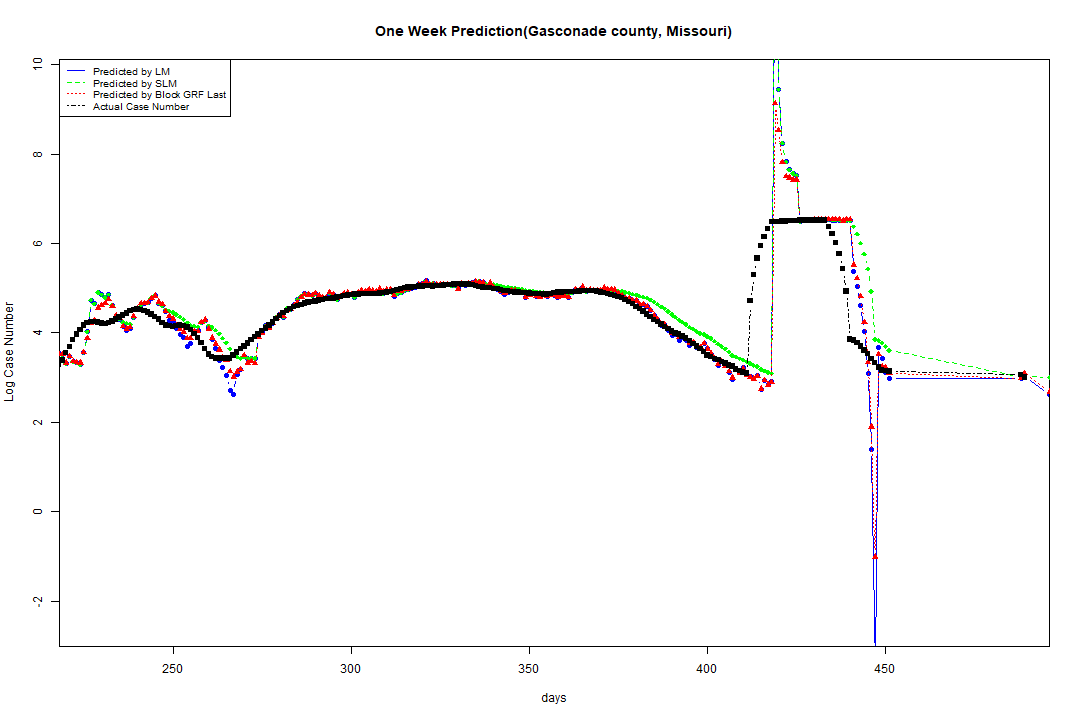 One Week Prediction(Gasconade county, Missouri)
Predicted by LM
Predicted by SLM
Predicted by Block GRF Last
Actual Case Number
10
8
6
4
2
0
-2
Log Case Number
250
300
350
400
450
days